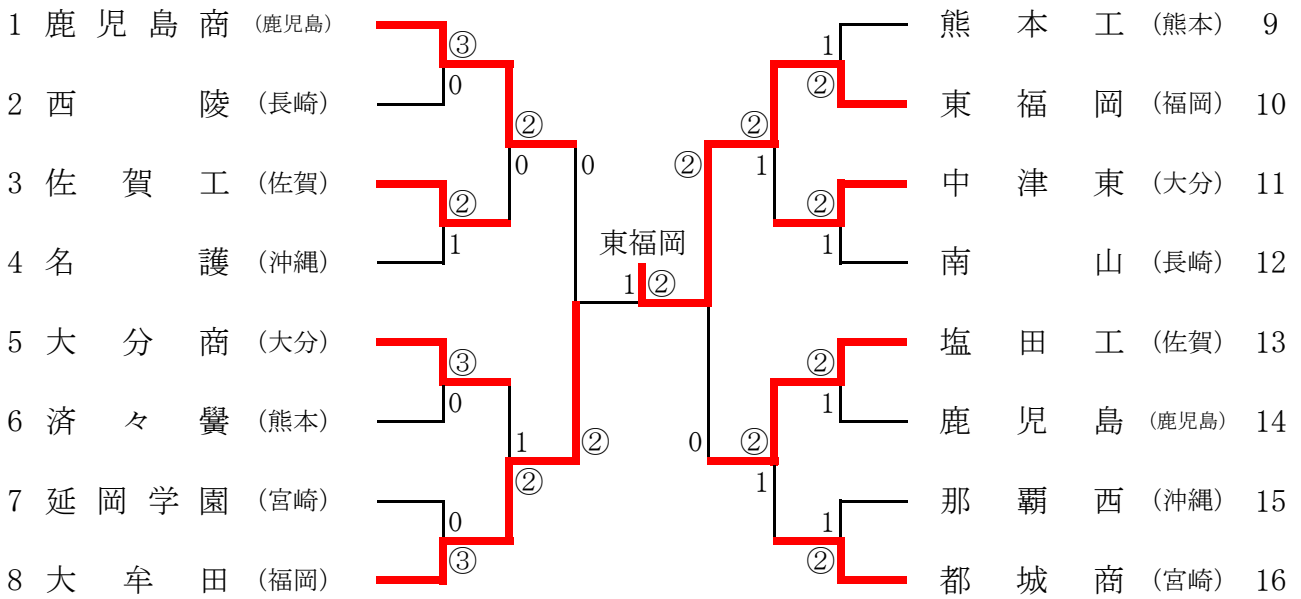 1 鹿児島商 (鹿児島)
③
0
2 西陵 (長崎)
②
0
0
3 佐賀工 (佐賀)
②
1
4 名護 (沖縄)
5 大分商 (大分)
③
0
6 済々黌 (熊本)
1
②
②
7 延岡学園 (宮崎)
0
③
8 大牟田 (福岡)
東福岡
1 ②
熊本工 (熊本) 9
1
②
東福岡 (福岡) 10
②
1
②
中津東 (大分) 11
②
1
南山 (長崎) 12
塩田工 (佐賀) 13
②
1
鹿児島 (鹿児島) 14
0
②
1
那覇西 (沖縄) 15
1
②
都城商 (宮崎) 16